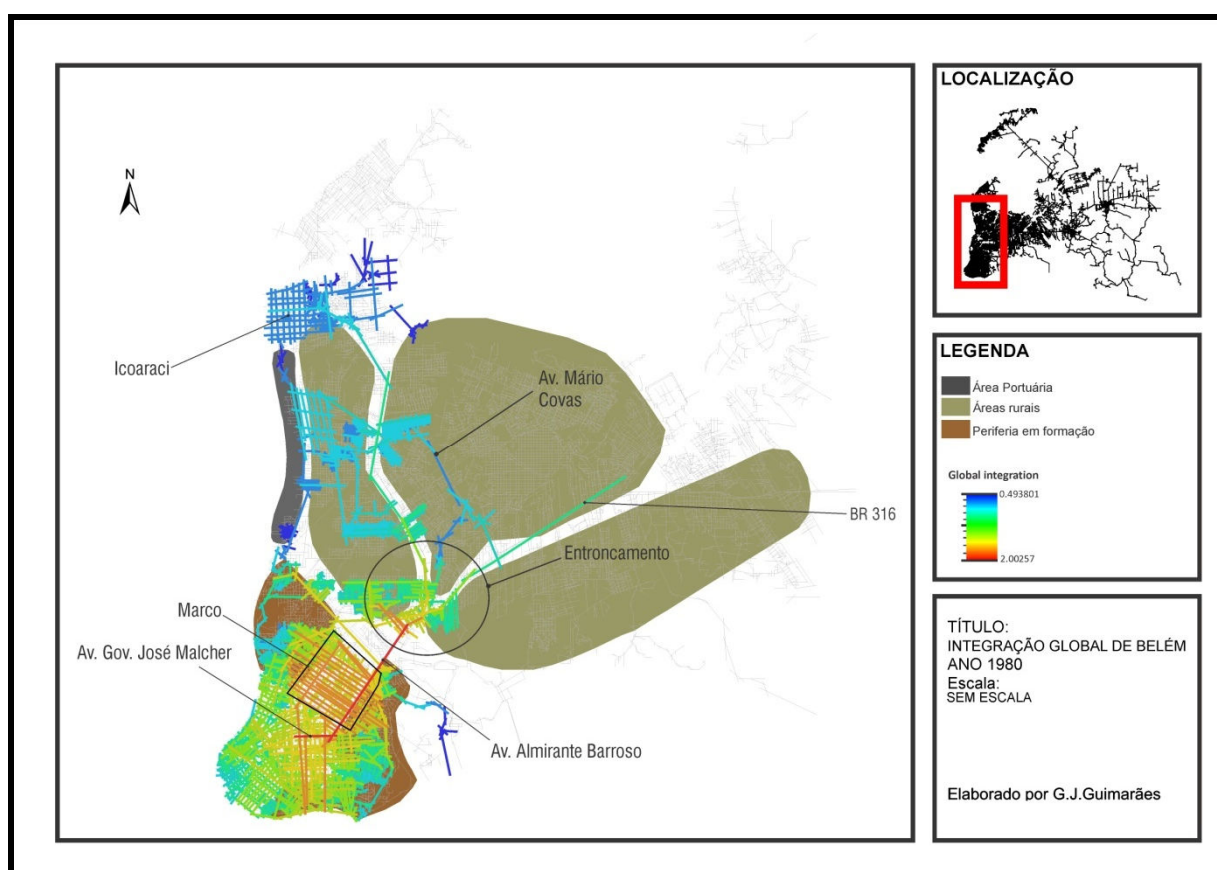 N
Icoaraci
Av. Mário
Covas
BR 316
Entroncamento
Marco
Av. Gov. José Malcher
Av. Almirante Barroso
LOCALIZAÇÃO
LEGENDA
Área Portuária
Áreas rurais
Periferia em formação
Global integration
0.493801
2.00257
TÍTULO:
INTEGRAÇÃO GLOBAL DE BELÉM
ANO 1980
Escala:
SEM ESCALA
Elaborado por G.J.Guimarães